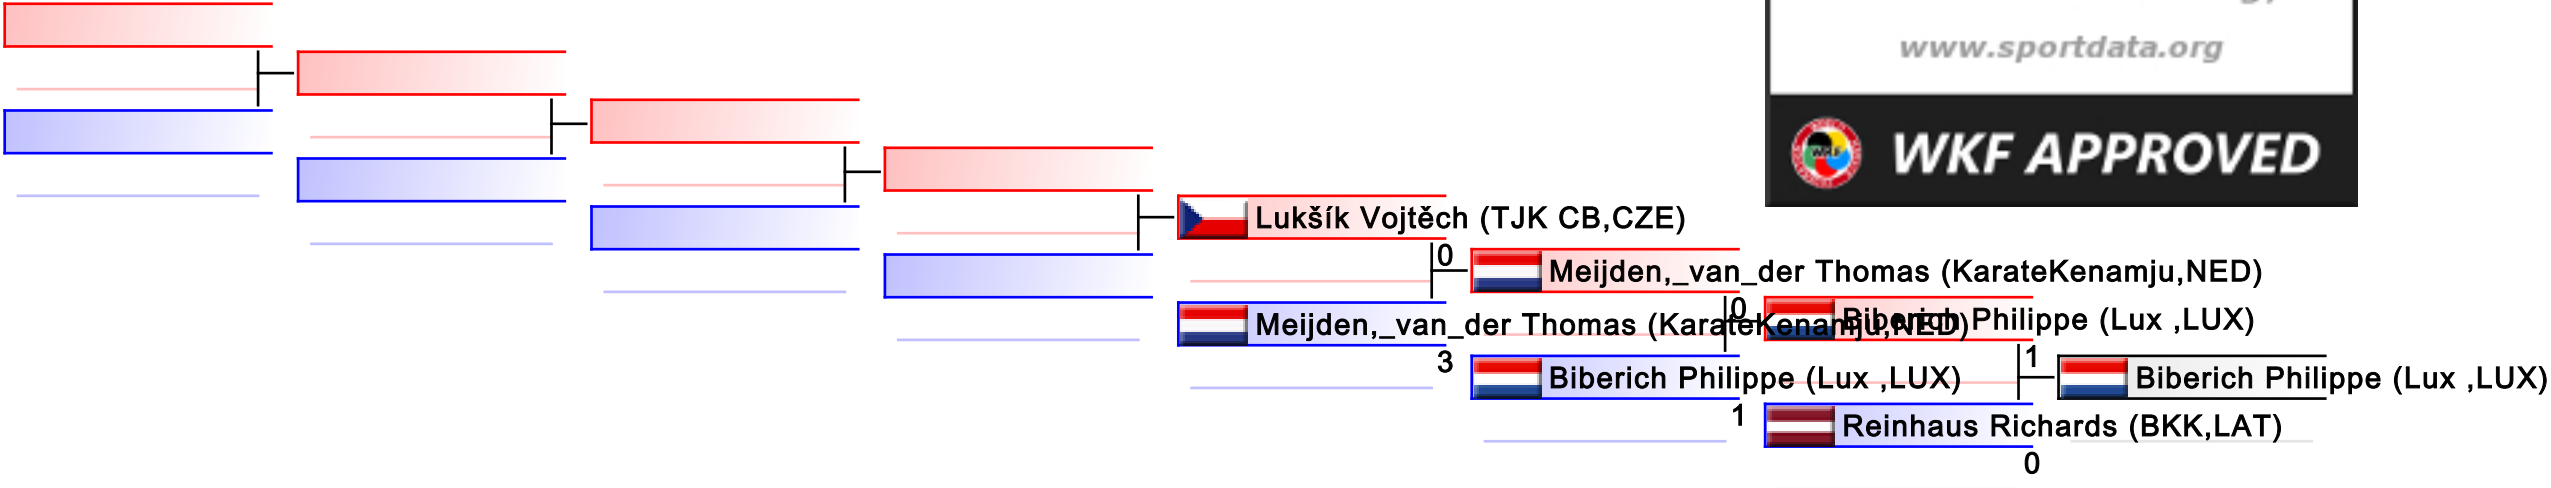 www.sportdata.org
WKF APPROVED
Lukšík Vojtěch (TJK CB,CZE)
0
Meijden,_van_der Thomas (KarateKenamju,NED)
0
Meijden,_van_der Thomas (KarateKenamju,NED)
Biberich Philippe (Lux ,LUX)
3
1
Biberich Philippe (Lux ,LUX)
Biberich Philippe (Lux ,LUX)
1
Reinhaus Richards (BKK,LAT)
0